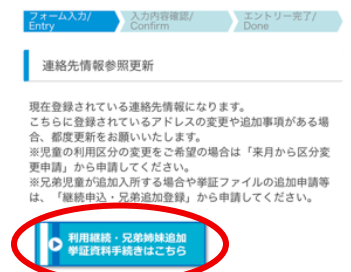 フォーム入力/ 入力内容確認/ エントリー完了/
Entry Confirm Done
連絡先情報参照更新
現在登録されている連絡先情報になります。
こちらに登録されているアドレスの変更や追加事項がある場
合、都度更新をお願いいたします。
※児童の利用区分の変更をご希望の場合は「来月から区分変
更申請」から申請してください。
※兄弟児童が追加入所する場合や挙証ファイルの追加申請等
は、「継続申込・兄弟追加登録」から申請してください。
利用継続・兄弟姉妹追加
挙証資料手続きはこちら